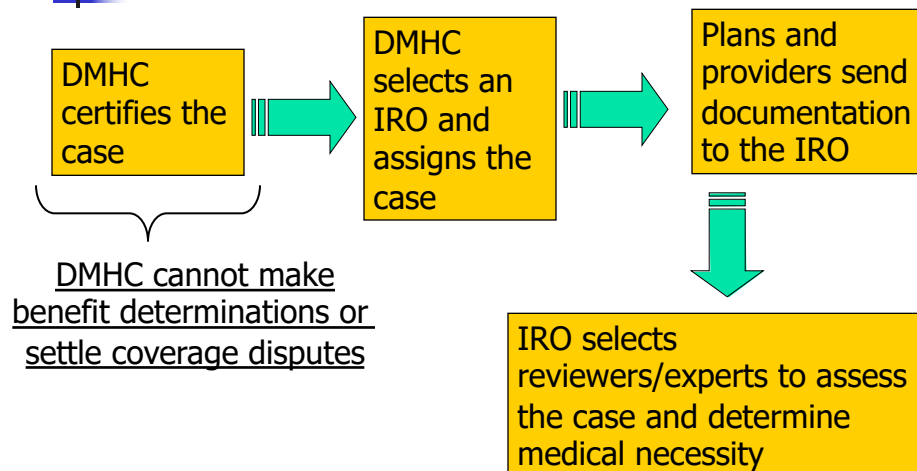 DMHC
certifies the
case
DMHC
selects an
IRO and
assigns the
case
Plans and
providers send
documentation
to the IRO
DMHC cannot make
benefit determinations or
settle coverage disputes
IRO selects
reviewers/experts to assess
the case and determine
medical necessity